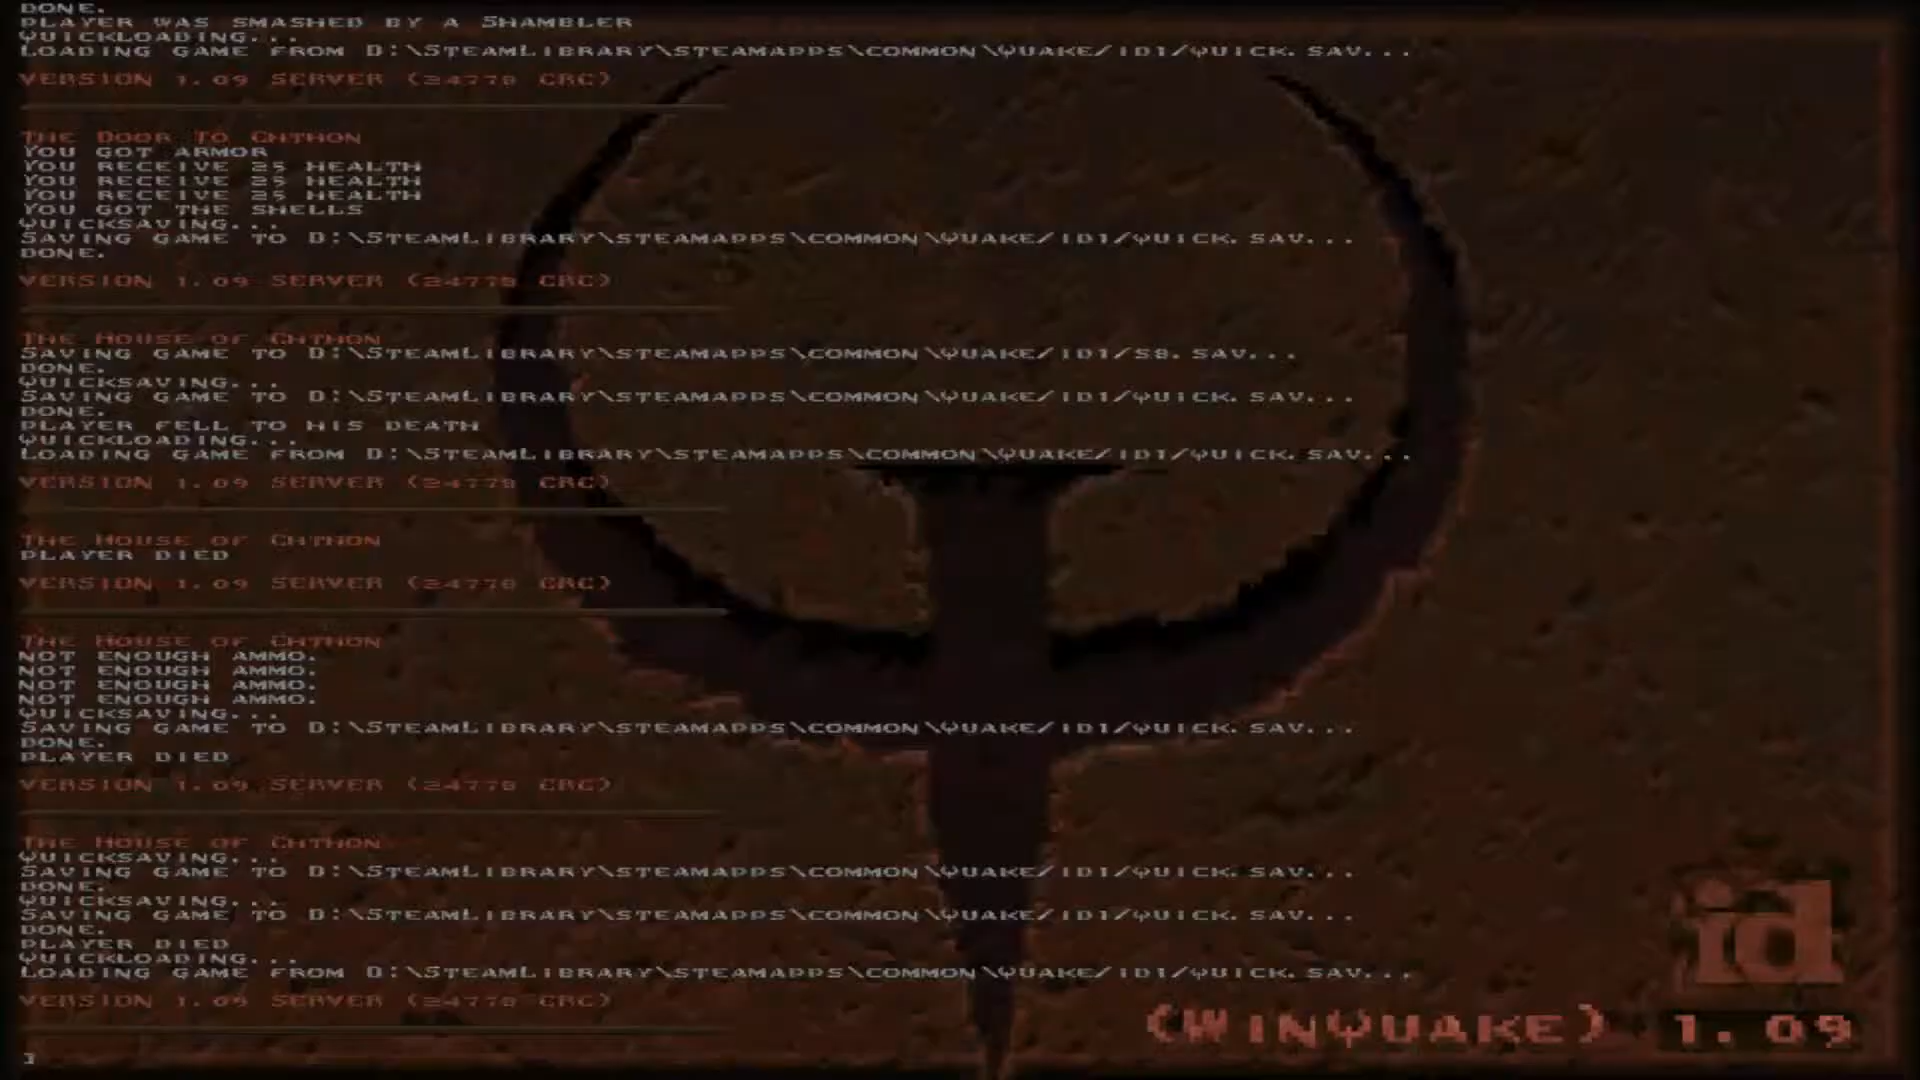 DONE.
PLAYER WAS SMASHED BY A SHAMBLER
QUICKLOADING...
LOADING GAME FROM D:\STEAMLIBRARY\STEAMAPPS\COMMON\QUAKE/ID1/QUICK.SAV...
VERSION 1.09 SERVER (24778 CRC)
THE DOOR TO CHTHON
YOU GOT ARMOR
YOU RECEIVE 25 HEALTH
YOU RECEIVE 25 HEALTH
YOU RECEIVE 25 HEALTH
YOU GOT THE SHELLS
QUICKSAVING...
SAVING GAME TO D:\STEAMLIBRARY\STEAMAPPS\COMMON\QUAKE/ID1/QUICK.SAV...
DONE.
VERSION 1.09 SERVER (24778 CRC)
THE HOUSE OF CHTHON
SAVING GAME TO D:\STEAMLIBRARY\STEAMAPPS\COMMON\QUAKE/ID1/S8.SAV...
DONE.
QUICKSAVING...
SAVING GAME TO D:\STEAMLIBRARY\STEAMAPPS\COMMON\QUAKE/ID1/QUICK.SAV...
DONE.
PLAYER FELL TO HIS DEATH
QUICKLOADING...
LOADING GAME FROM D:\STEAMLIBRARY\STEAMAPPS\COMMON\QUAKE/ID1/QUICK.SAV...
VERSION 1.09 SERVER (24778 CRC)
THE HOUSE OF CHTHON
PLAYER DIED
VERSION 1.09 SERVER (24778 CRC)
THE HOUSE OF CHTHON
NOT ENOUGH AMMO.
NOT ENOUGH AMMO.
NOT ENOUGH AMMO.
NOT ENOUGH AMMO.
QUICKSAVING...
SAVING GAME TO D:\STEAMLIBRARY\STEAMAPPS\COMMON\QUAKE/ID1/QUICK.SAV...
DONE.
PLAYER DIED
VERSION 1.09 SERVER (24778 CRC)
THE HOUSE OF CHTHON
QUICKSAVING...
SAVING GAME TO D:\STEAMLIBRARY\STEAMAPPS\COMMON\QUAKE/ID1/QUICK.SAV...
DONE.
QUICKSAVING...
SAVING GAME TO D:\STEAMLIBRARY\STEAMAPPS\COMMON\QUAKE/ID1/QUICK.SAV...
DONE.
PLAYER DIED
QUICKLOADING...
LOADING GAME FROM D:\STEAMLIBRARY\STEAMAPPS\COMMON\QUAKE/ID1/QUICK.SAV...
VERSION 1.09 SERVER (24778 CRC)
]
id
(WINQUAKE) 1.09